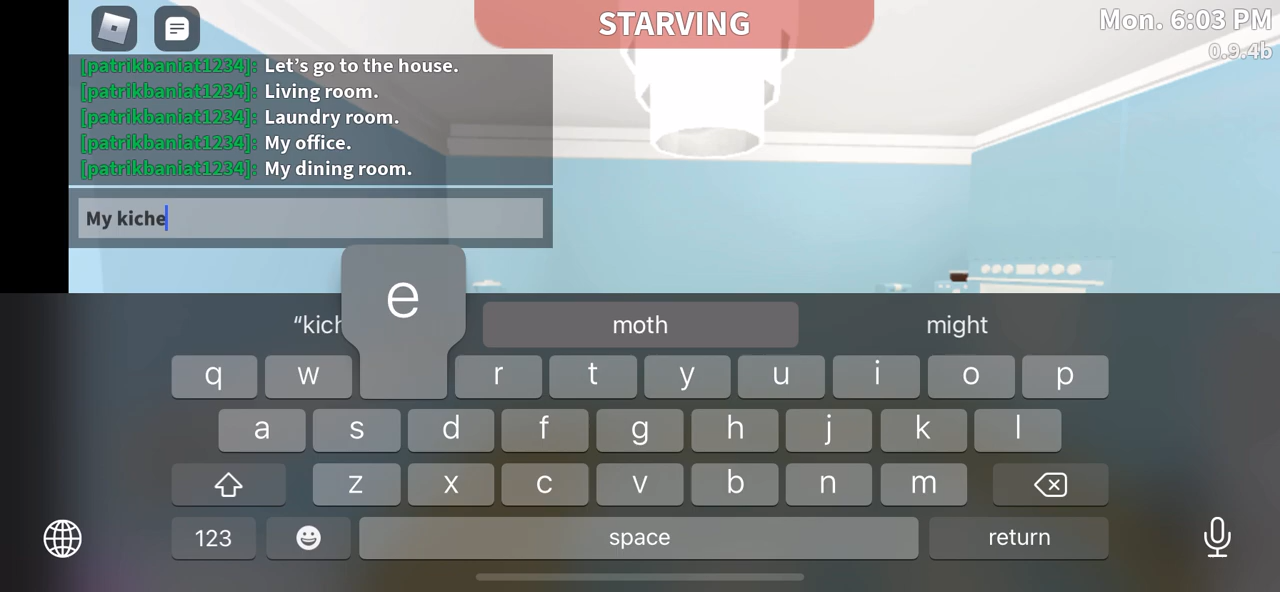 STARVING
Mon. 6:03 PM
0.9.4b
[patrikbaniat1234]: Let's go to the house.
[patrikbaniat1234]: Living room.
[patrikbaniat1234]: Laundry room.
[patrikbaniat1234]: My office.
[patrikbaniat1234]: My dining room.
My kiche
e
“kich moth might
q w r t y u i o p
a s d f g h j k l
z x c v b n m
123 space return